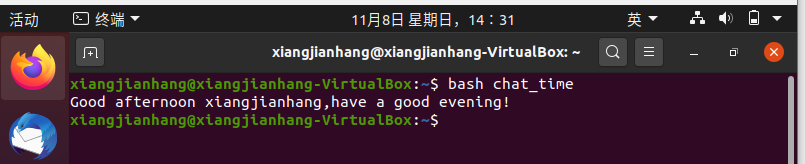 活动 终端 11月8日 星期日，14：31 英
xiangjianhang@xiangjianhang-VirtualBox: ~
xiangjianhang@xiangjianhang-VirtualBox:~$ bash chat_time
Good afternoon xiangjianhang,have a good evening!
xiangjianhang@xiangjianhang-VirtualBox:~$